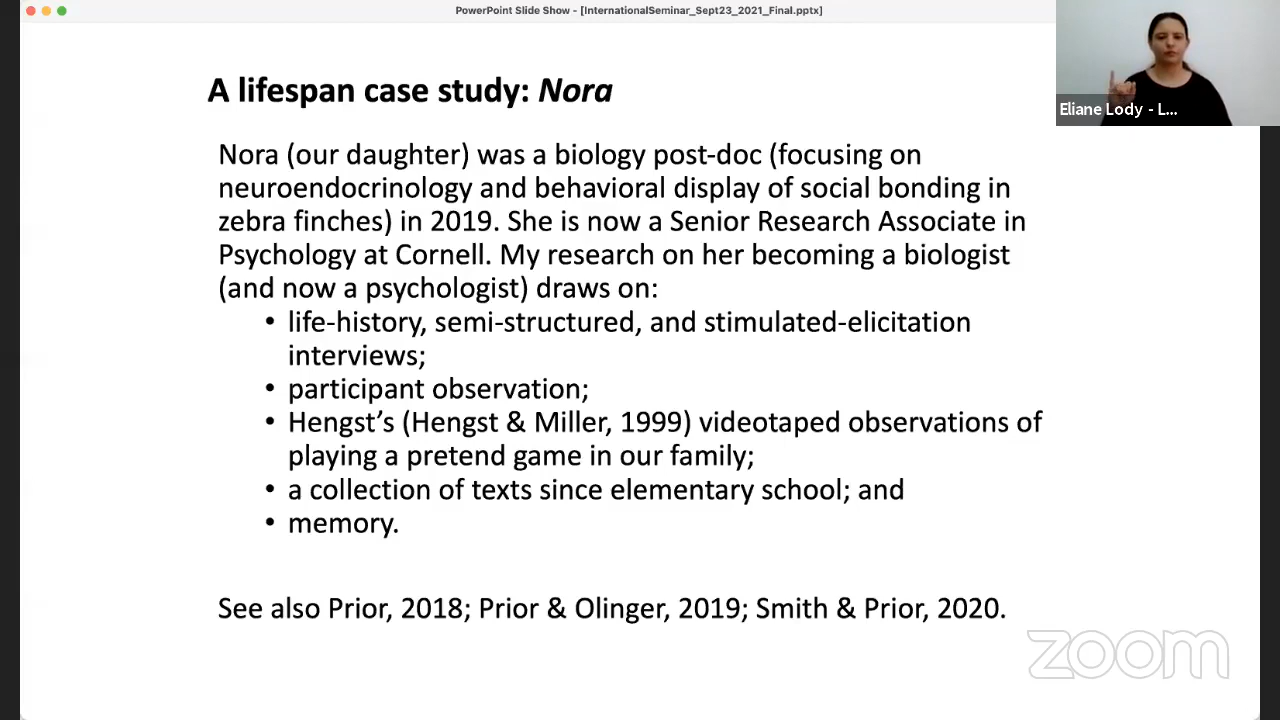 PowerPoint Slide Show - [InternationalSeminar_Sept23_2021_Final.pptx]
A lifespan case study: Nora
Eliane Lody - L...
Nora (our daughter) was a biology post-doc (focusing on
neuroendocrinology and behavioral display of social bonding in
zebra finches) in 2019. She is now a Senior Research Associate in
Psychology at Cornell. My research on her becoming a biologist
(and now a psychologist) draws on:
• life-history, semi-structured, and stimulated-elicitation
interviews;
• participant observation;
• Hengst’s (Hengst & Miller, 1999) videotaped observations of
playing a pretend game in our family;
• a collection of texts since elementary school; and
• memory.
See also Prior, 2018; Prior & Olinger, 2019; Smith & Prior, 2020.
zoom